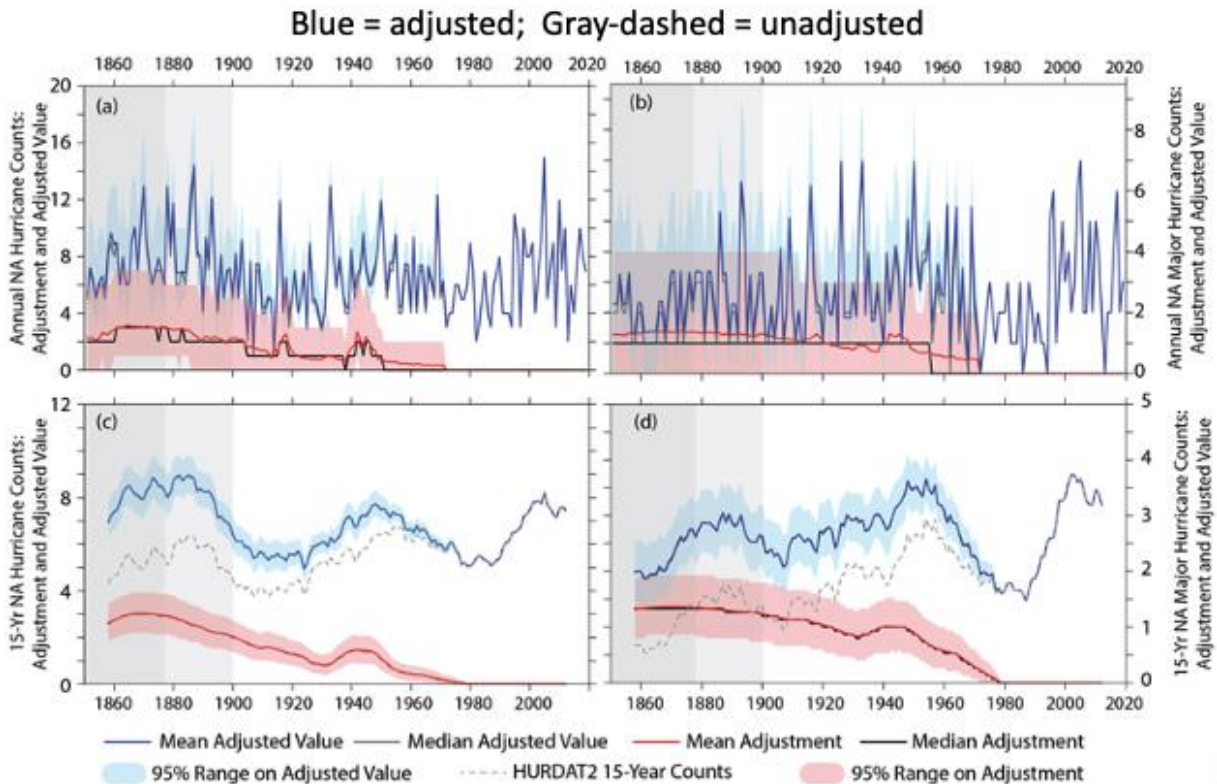 Blue = adjusted; Gray-dashed = unadjusted
1860 1880 1900 1920 1940 1960 1980 2000 2020
1860 1880 1900 1920 1940 1960 1980 2000 2020
Annual NA Hurricane Counts:
Adjustment and Adjusted Value
20
16
12
8
4
0
(a)
(b)
8
6
4
2
0
Annual NA Major Hurricane Counts:
Adjustment and Adjusted Value
15-Yr NA Hurricane Counts:
Adjustment and Adjusted Value
12
8
4
0
(c)
(d)
5
4
3
2
1
0
15-Yr NA Major Hurricane Counts:
Adjustment and Adjusted Value
1860 1880 1900 1920 1940 1960 1980 2000
1860 1880 1900 1920 1940 1960 1980 2000 2020
Mean Adjusted Value Median Adjusted Value Mean Adjustment Median Adjustment
95% Range on Adjusted Value HURDAT2 15-Year Counts 95% Range on Adjustment